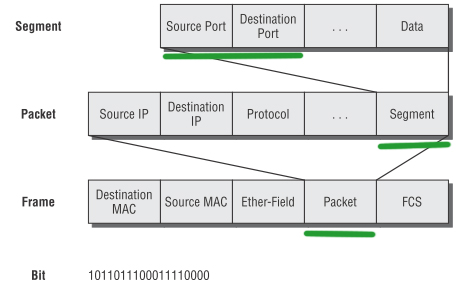 Segment
Source Port
Destination
Port
. . .
Data
Packet
Source IP
Destination
IP
Protocol
. . .
Segment
Frame
Destination
MAC
Source MAC
Ether-Field
Packet
FCS
Bit
1011011100011110000